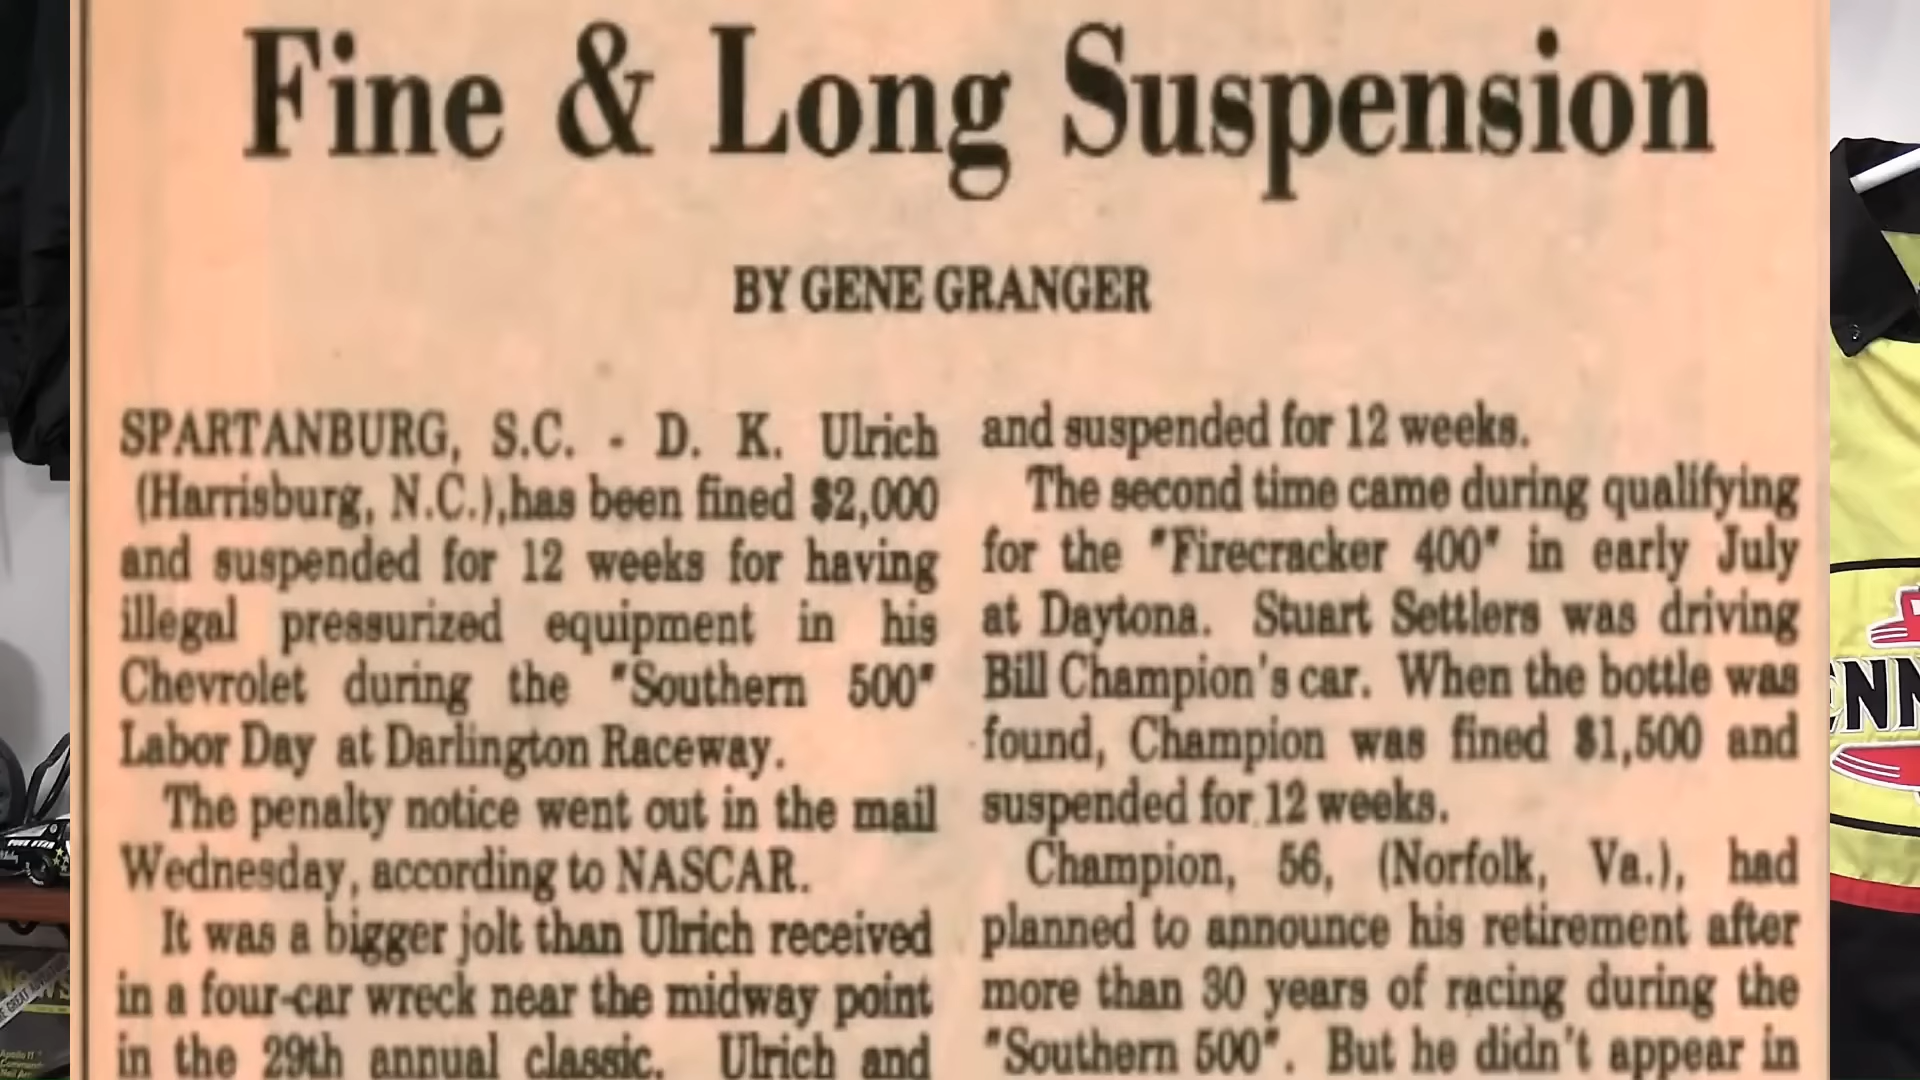 Fine & Long Suspension
BY GENE GRANGER
SPARTANBURG, S.C. - D. K. Ulrich
(Harrisburg, N.C.),has been fined $2,000
and suspended for 12 weeks for having
illegal pressurized equipment in his
Chevrolet during the "Southern 500"
Labor Day at Darlington Raceway.
The penalty notice went out in the mail
Wednesday, according to NASCAR.
It was a bigger jolt than Ulrich received
in a four-car wreck near the midway point
in the 29th annual classic. Ulrich and
and suspended for 12 weeks.
The second time came during qualifying
for the "Firecracker 400" in early July
at Daytona. Stuart Settlers was driving
Bill Champion's car. When the bottle was
found, Champion was fined $1,500 and
suspended for 12 weeks.
Champion, 56, (Norfolk, Va.), had
planned to announce his retirement after
more than 30 years of racing during the
"Southern 500". But he didn't appear in
ENN
Apollo 11